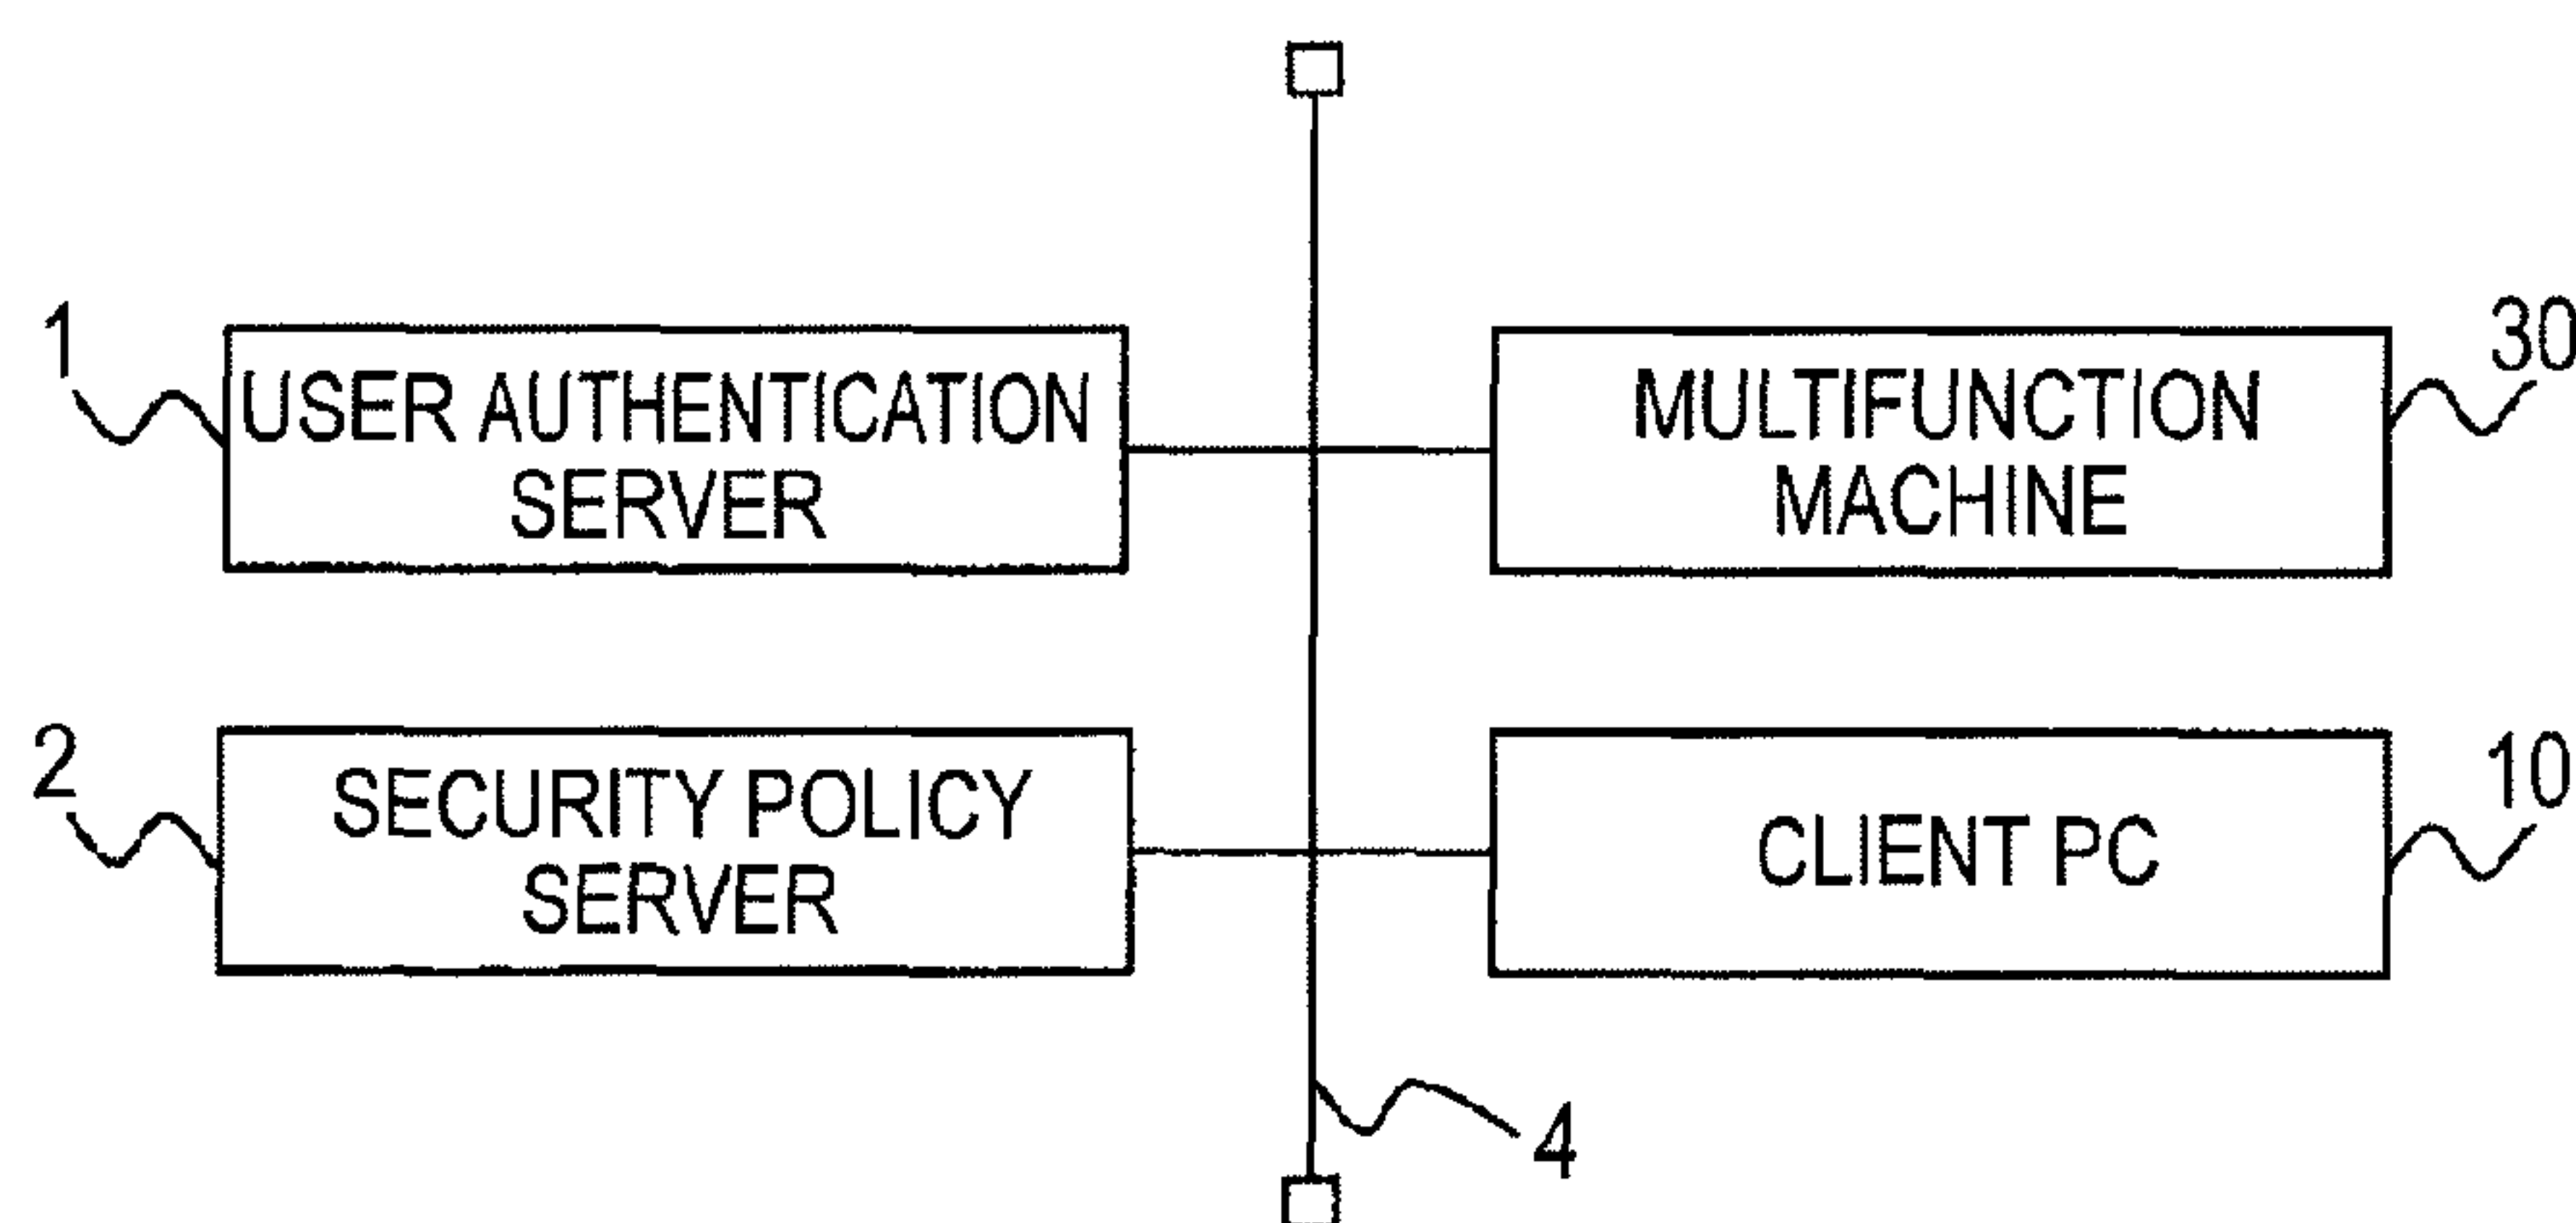 1
USER AUTHENTICATION
SERVER
30
MULTIFUNCTION
MACHINE
2
SECURITY POLICY
SERVER
10
CLIENT PC
4